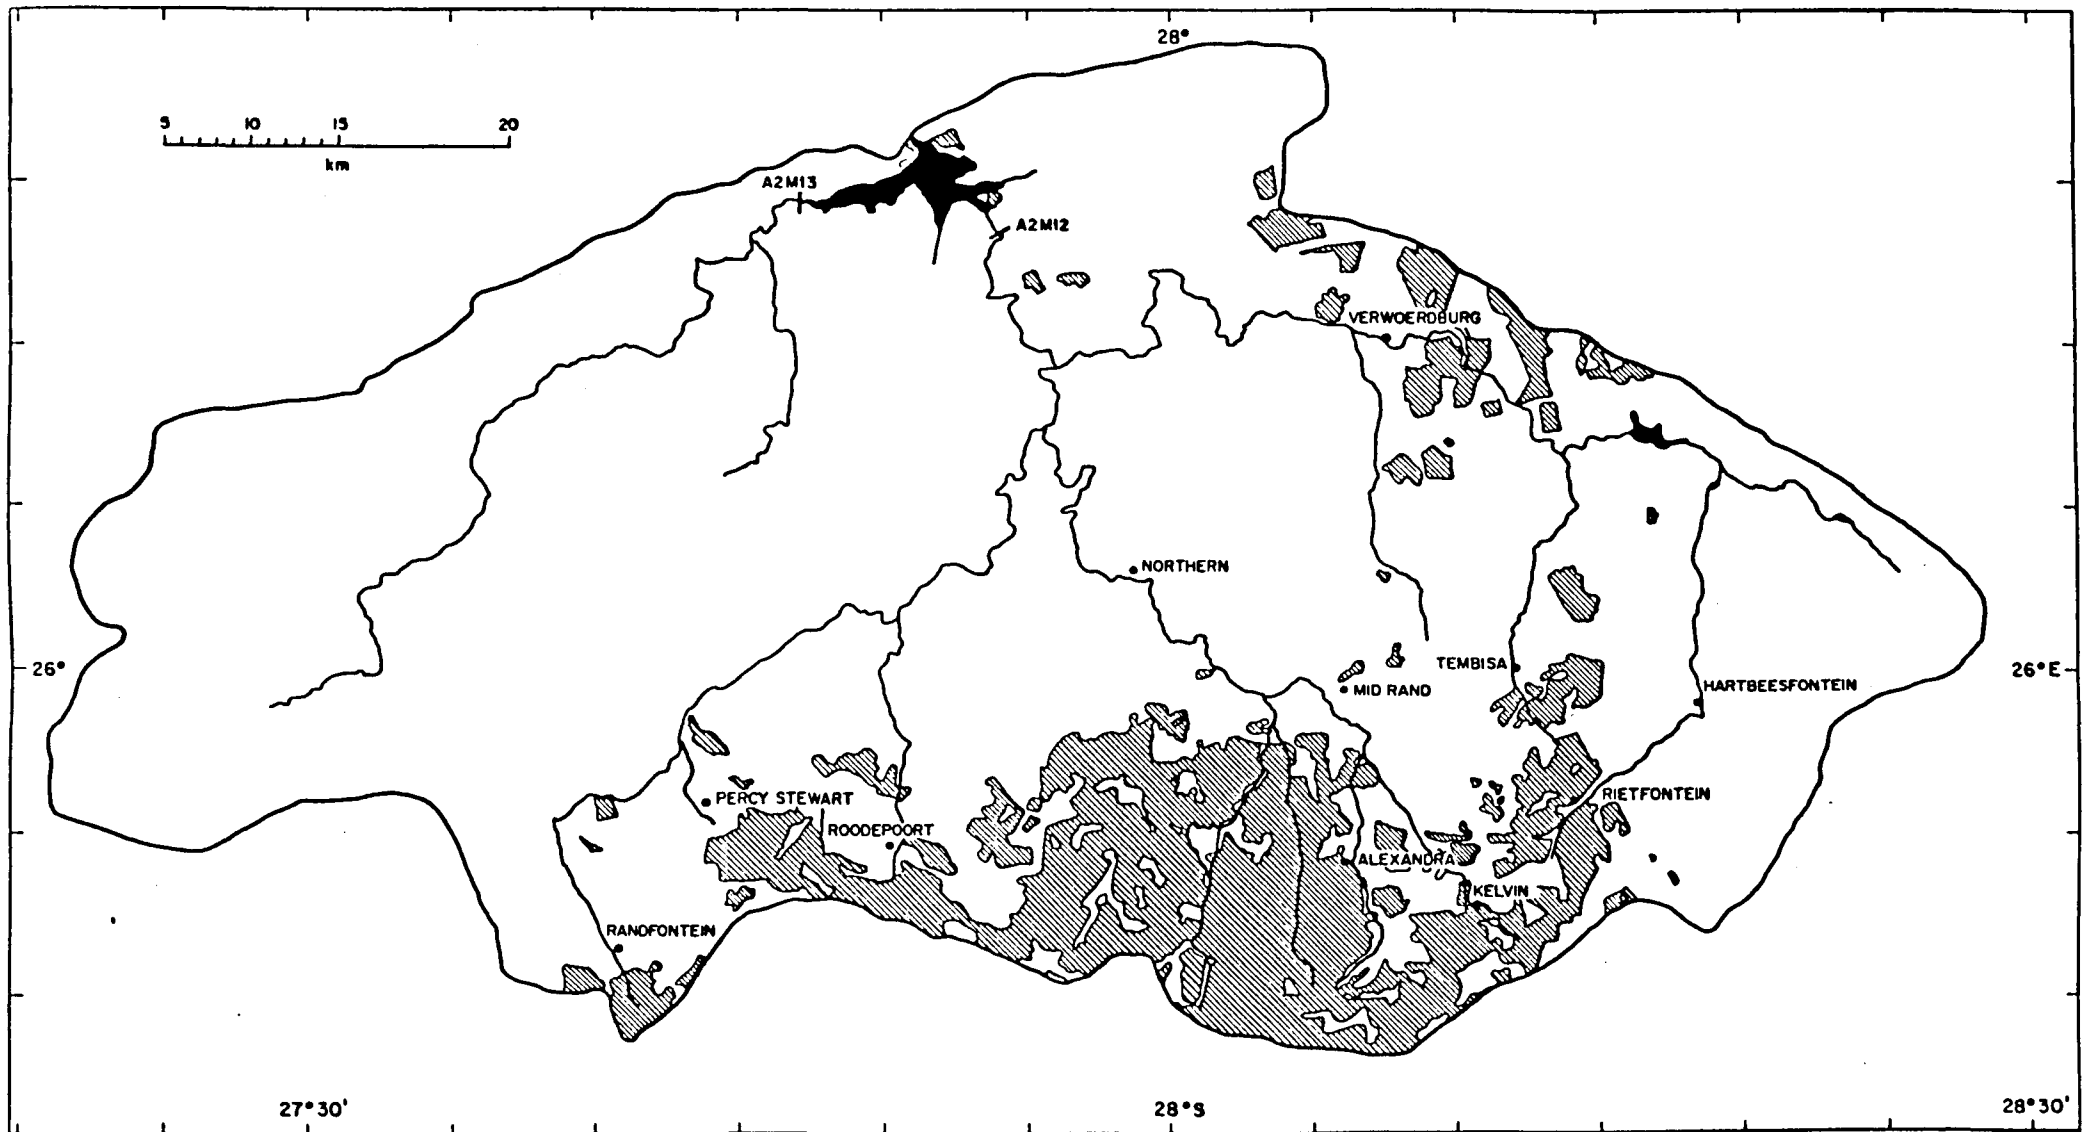 28°
5 10 15 20
km
A2M13
A2M12
VERWOERDBURG
NORTHERN
26°
TEMBISA
26°E
MID RAND
HARTBEESFONTEIN
PERCY STEWART
RIETFONTEIN
ROODEPOORT
ALEXANDRA
KELVIN
RANDFONTEIN
27°30'
28°S
28°30'